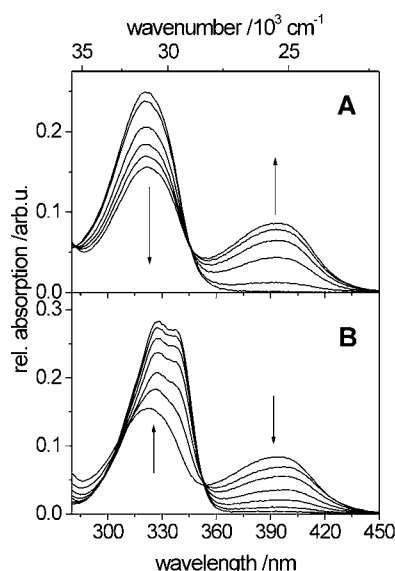 wavenumber /10³ cm⁻¹
35 30 25
A
0.2
0.1
0.0
rel. absorption /arb.u.
B
0.3
0.2
0.1
0.0
300 330 360 390 420 450
wavelength /nm